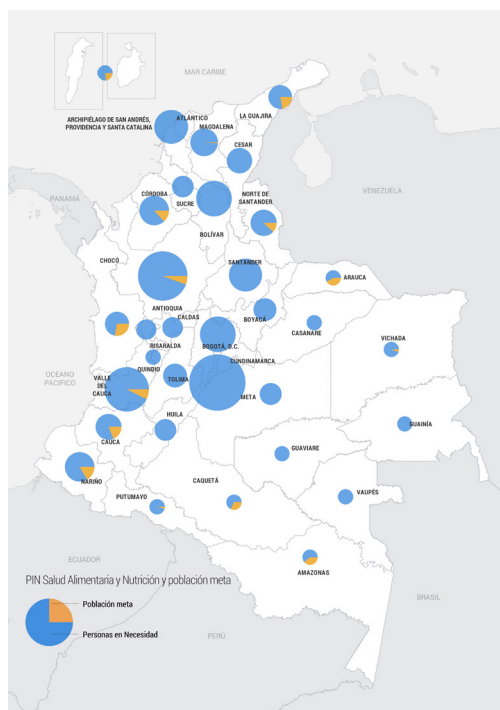 MAR CARIBE
ARCHIPIÉLAGO DE SAN ANDRÉS,
PROVIDENCIA Y SANTA CATALINA
ATLÁNTICO
LA GUAJIRA
MAGDALENA
CESAR
PANAMÁ
VENEZUELA
CÓRDOBA
SUCRE
NORTE DE
SANTANDER
BOLÍVAR
CHOCÓ
SANTANDER
ARAUCA
ANTIOQUIA
CALDAS
BOYACÁ
CASANARE
VICHADA
RISARALDA
BOGOTÁ, D.C.
OCEANO
PACIFICO
QUINDIO
CUNDINAMARCA
VALLE
DEL
CAUCA
TOLIMA
META
HUILA
GUAINÍA
CAUCA
GUAVIARE
NARIÑO
CAQUETÁ
PUTUMAYO
VAUPÉS
ECUADOR
AMAZONAS
PIN Salud Alimentaria y Nutrición y población meta
BRASIL
Población meta
Personas en Necesidad
PERÚ